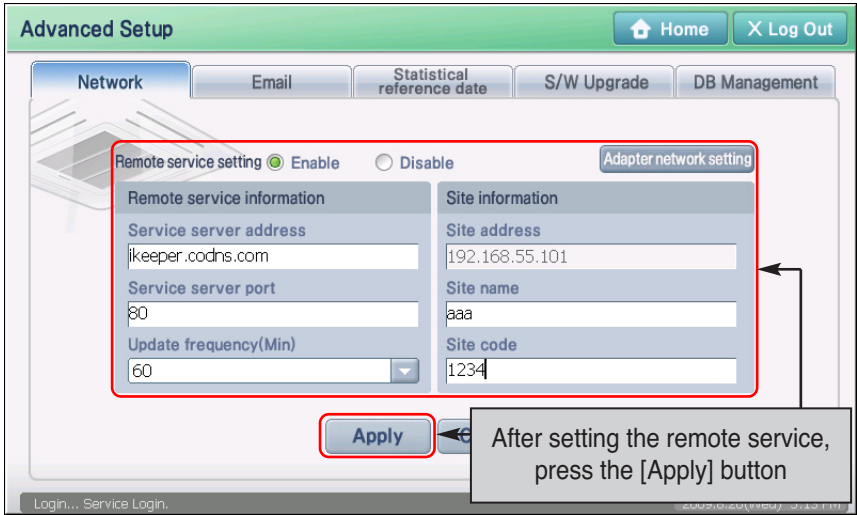 Advanced Setup
Home
X Log Out
Network
Email
Statistical
reference date
S/W Upgrade
DB Management
Remote service setting Enable Disable
Adapter network setting
Remote service information
Site information
Service server address
Site address
ikeeper.codns.com
192.168.55.101
Service server port
Site name
80
aaa
Update frequency(Min)
Site code
60
1234
Apply
After setting the remote service,
press the [Apply] button
Login... Service Login.